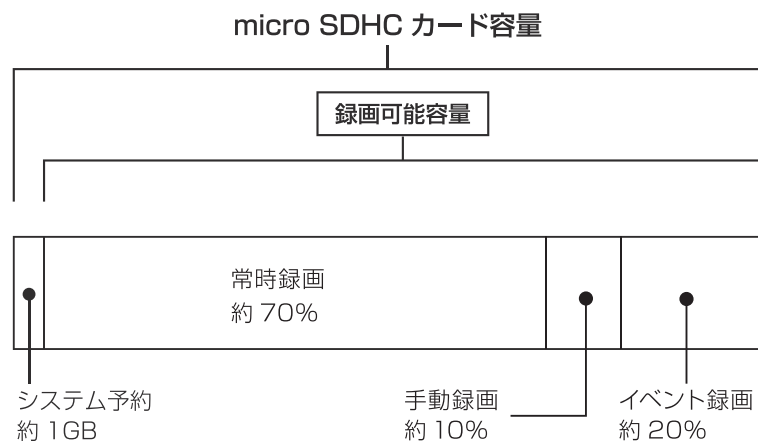 micro SDHC カード容量
録画可能容量
常時録画
約 70%
システム予約
約 1GB
手動録画
約 10%
イベント録画
約 20%